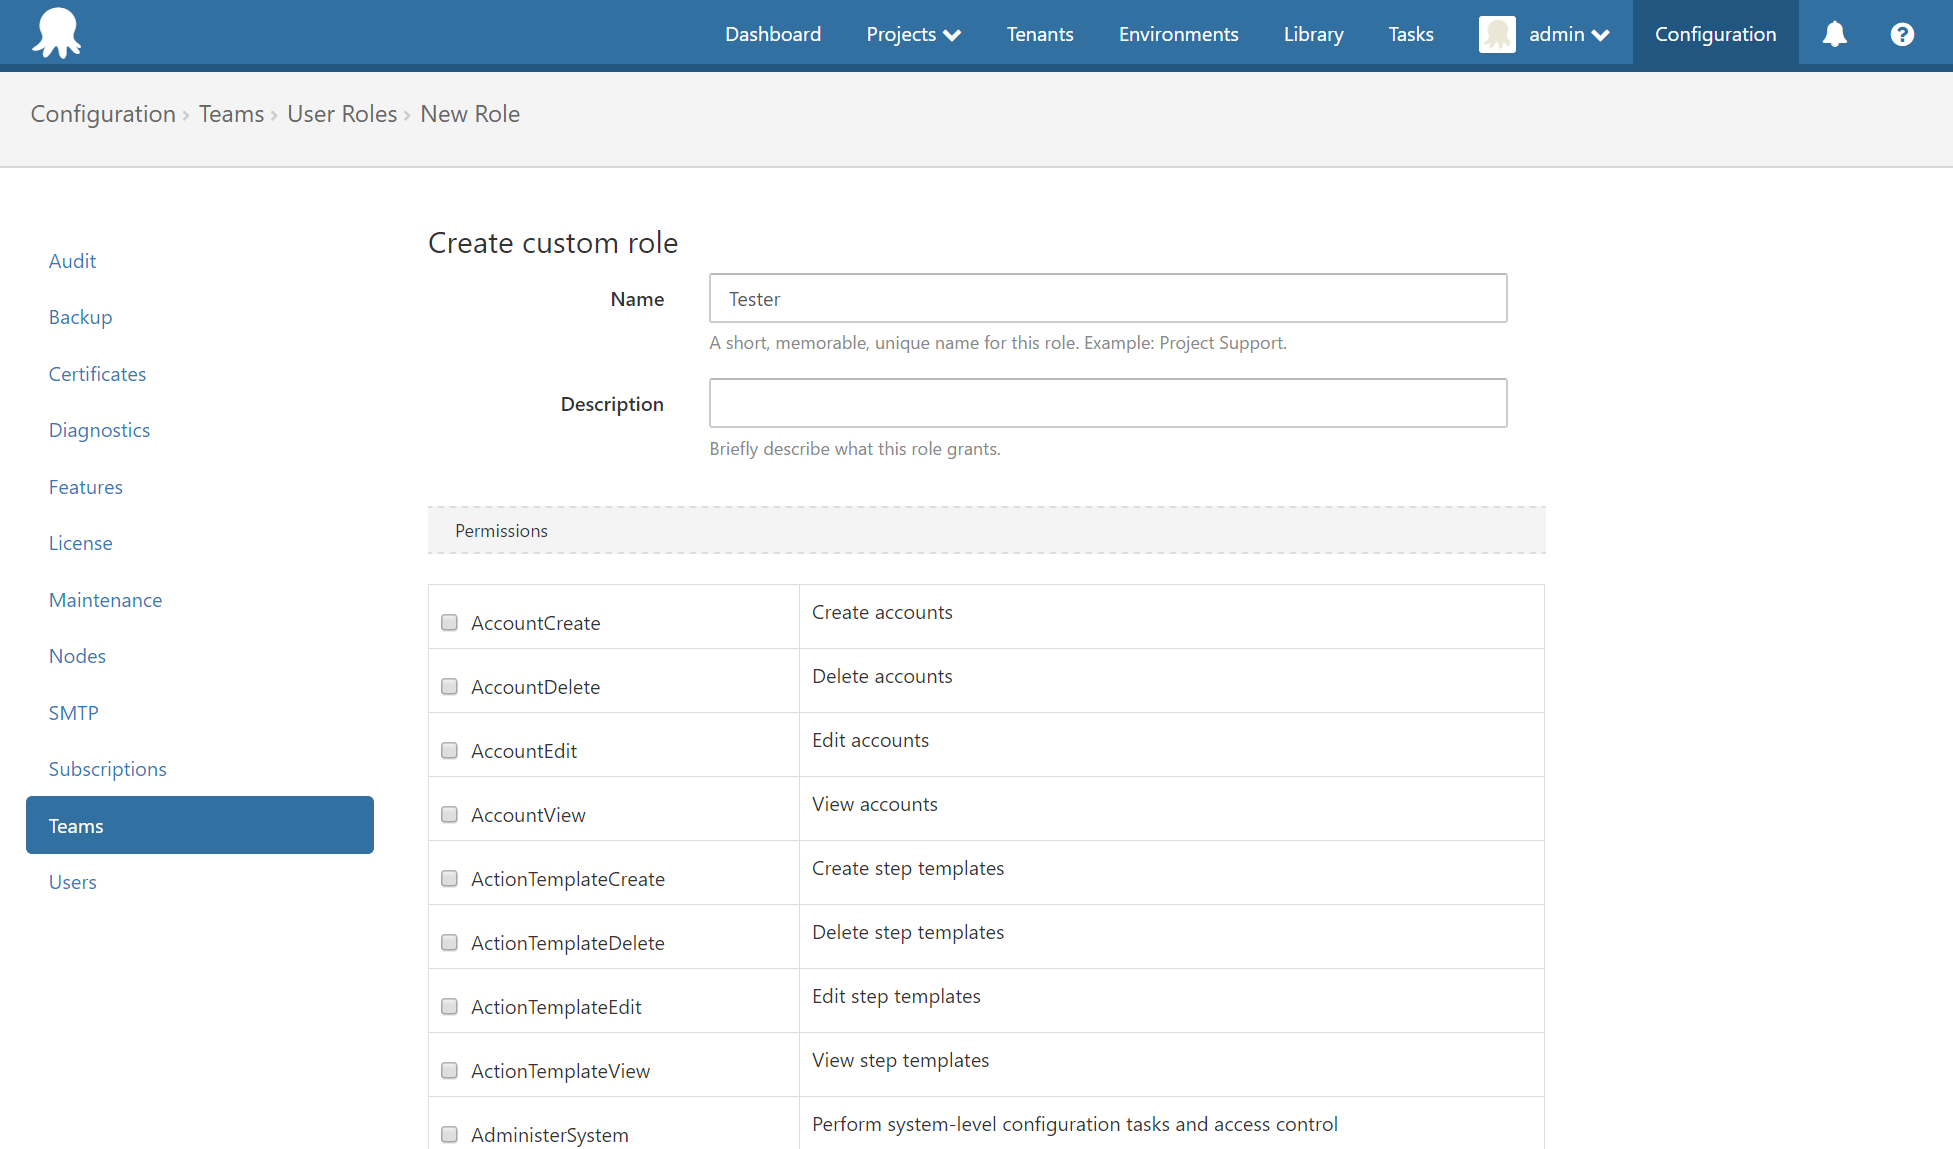 Dashboard Projects Tenants Environments Library Tasks admin Configuration ?
Configuration › Teams › User Roles › New Role
Audit
Backup
Certificates
Diagnostics
Features
License
Maintenance
Nodes
SMTP
Subscriptions
Teams
Users
Create custom role
Name Tester
A short, memorable, unique name for this role. Example: Project Support.
Description
Briefly describe what this role grants.
Permissions
AccountCreate Create accounts
AccountDelete Delete accounts
AccountEdit Edit accounts
AccountView View accounts
ActionTemplateCreate Create step templates
ActionTemplateDelete Delete step templates
ActionTemplateEdit Edit step templates
ActionTemplateView View step templates
AdministerSystem Perform system-level configuration tasks and access control